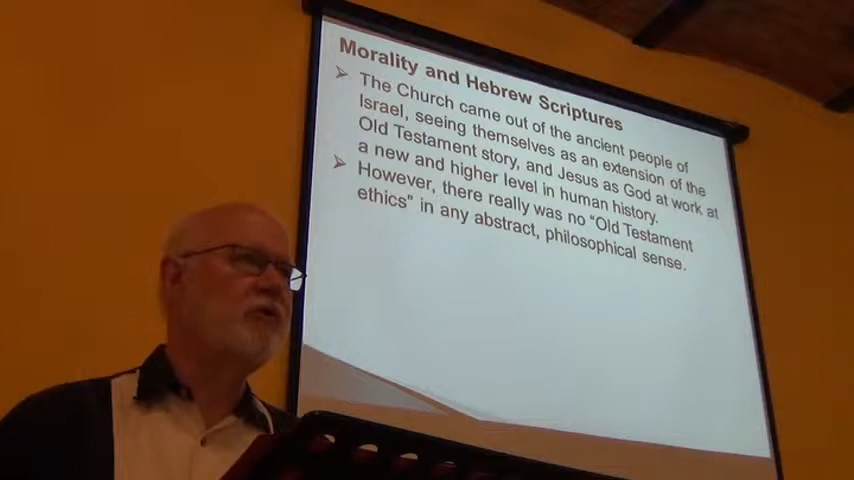 Morality and Hebrew Scriptures
The Church came out of the ancient people of
Israel, seeing themselves as an extension of the
Old Testament story, and Jesus as God at work at
a new and higher level in human history.
However, there really was no “Old Testament
ethics” in any abstract, philosophical sense.